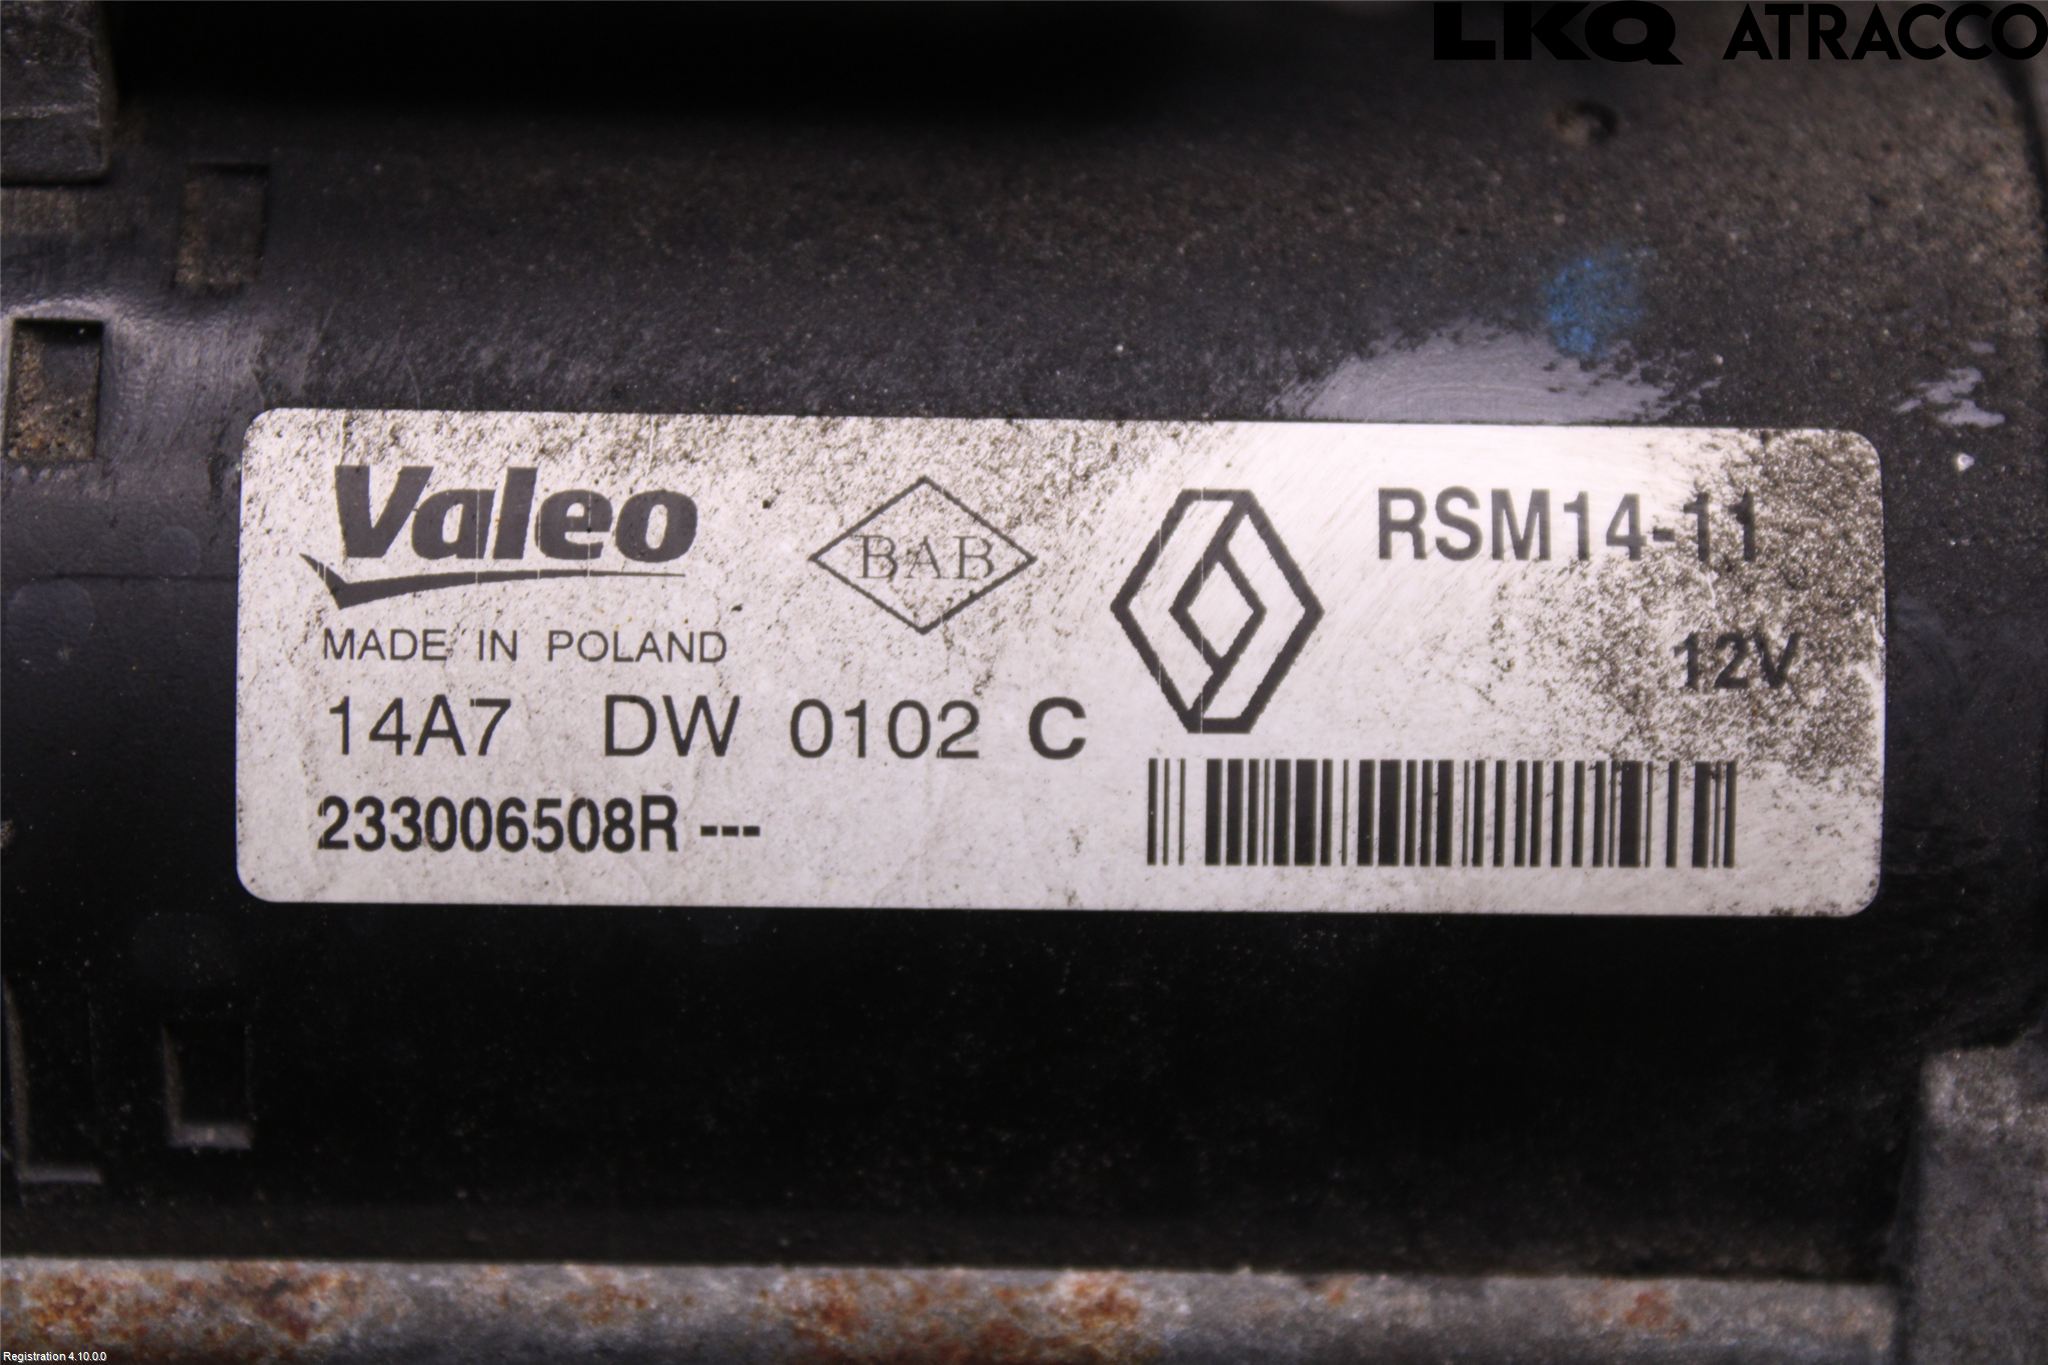 LKQ ATRACCO
Valeo
BAB
RSM14-11
12V
MADE IN POLAND
14A7 DW 0102 C
233006508R ---
Registration 4.10.0.0